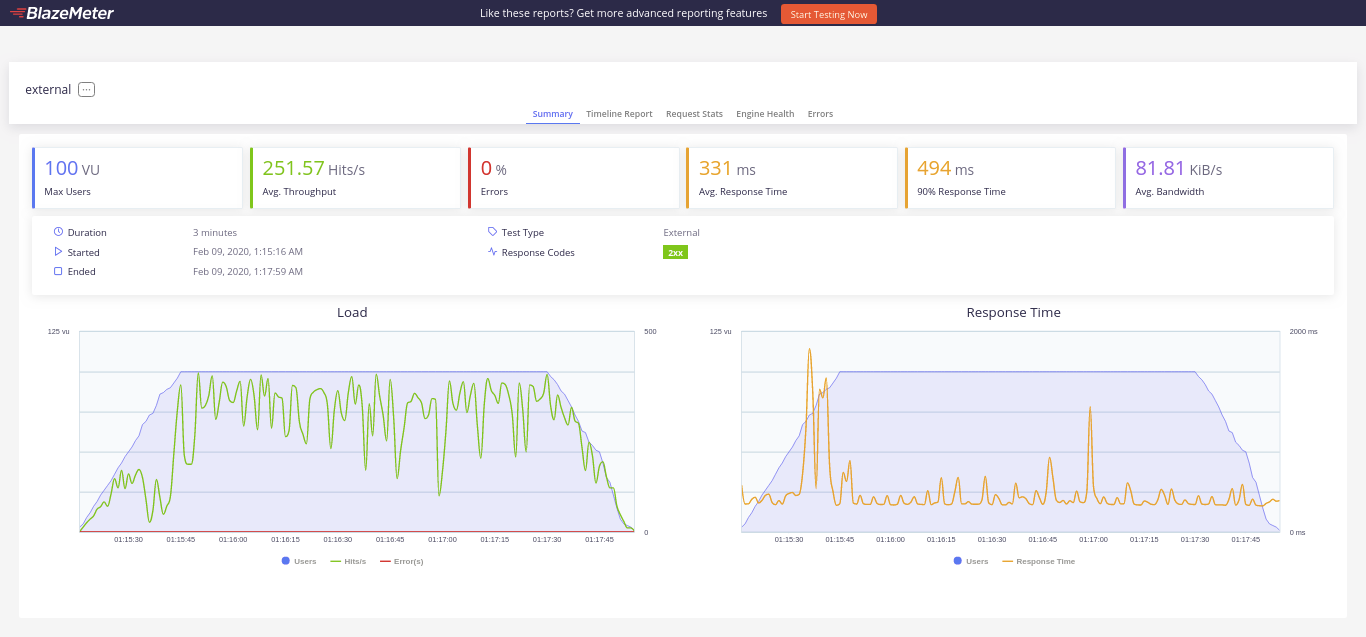 BlazeMeter
Like these reports? Get more advanced reporting features
Start Testing Now
external
Summary Timeline Report Request Stats Engine Health Errors
100 VU
Max Users
251.57 Hits/s
Avg. Throughput
0 %
Errors
331 ms
Avg. Response Time
494 ms
90% Response Time
81.81 KiB/s
Avg. Bandwidth
Duration 3 minutes Test Type External
Started Feb 09, 2020, 1:15:16 AM Response Codes 2xx
Ended Feb 09, 2020, 1:17:59 AM
Load
125 vu 500
0
01:15:30 01:15:45 01:16:00 01:16:15 01:16:30 01:16:45 01:17:00 01:17:15 01:17:30 01:17:45
Users Hits/s Error(s)
Response Time
125 vu 2000 ms
0 ms
01:15:30 01:15:45 01:16:00 01:16:15 01:16:30 01:16:45 01:17:00 01:17:15 01:17:30 01:17:45
Users Response Time